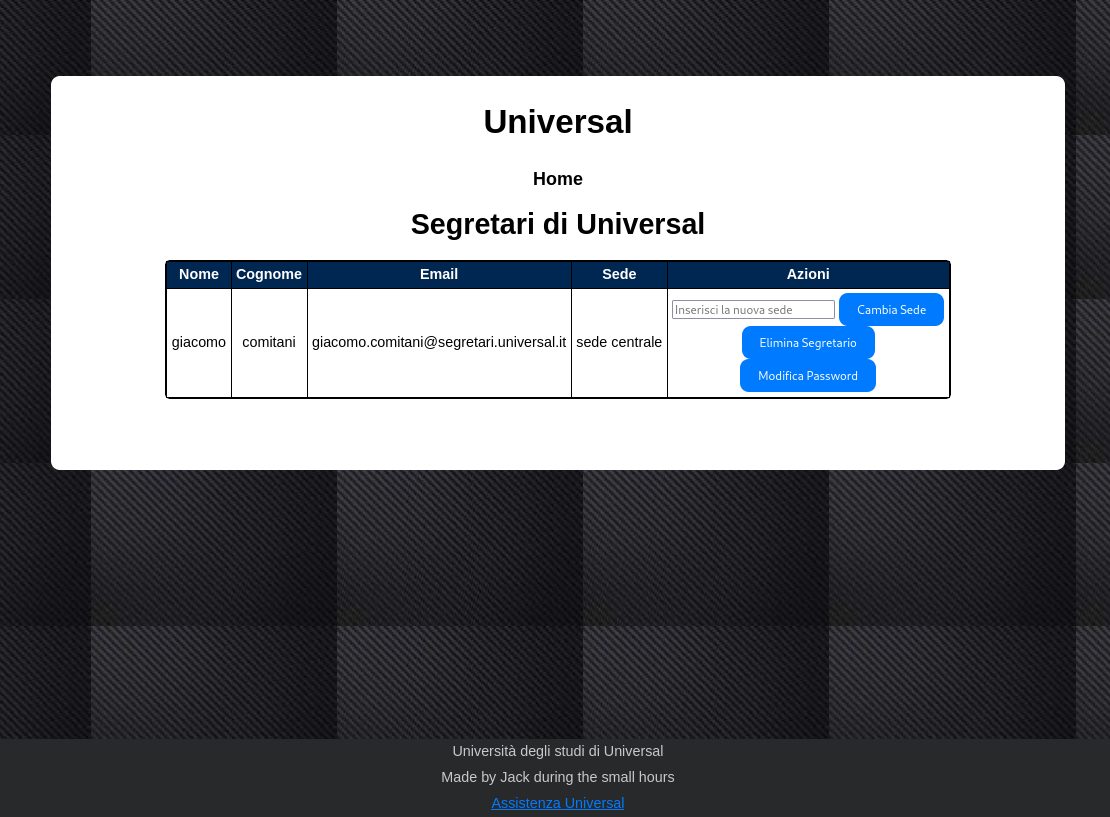 Universal
Home
Segretari di Universal
Nome Cognome Email Sede Azioni
giacomo comitani giacomo.comitani@segretari.universal.it sede centrale Inserisci la nuova sede Cambia Sede
Elimina Segretario
Modifica Password
Università degli studi di Universal
Made by Jack during the small hours
Assistenza Universal